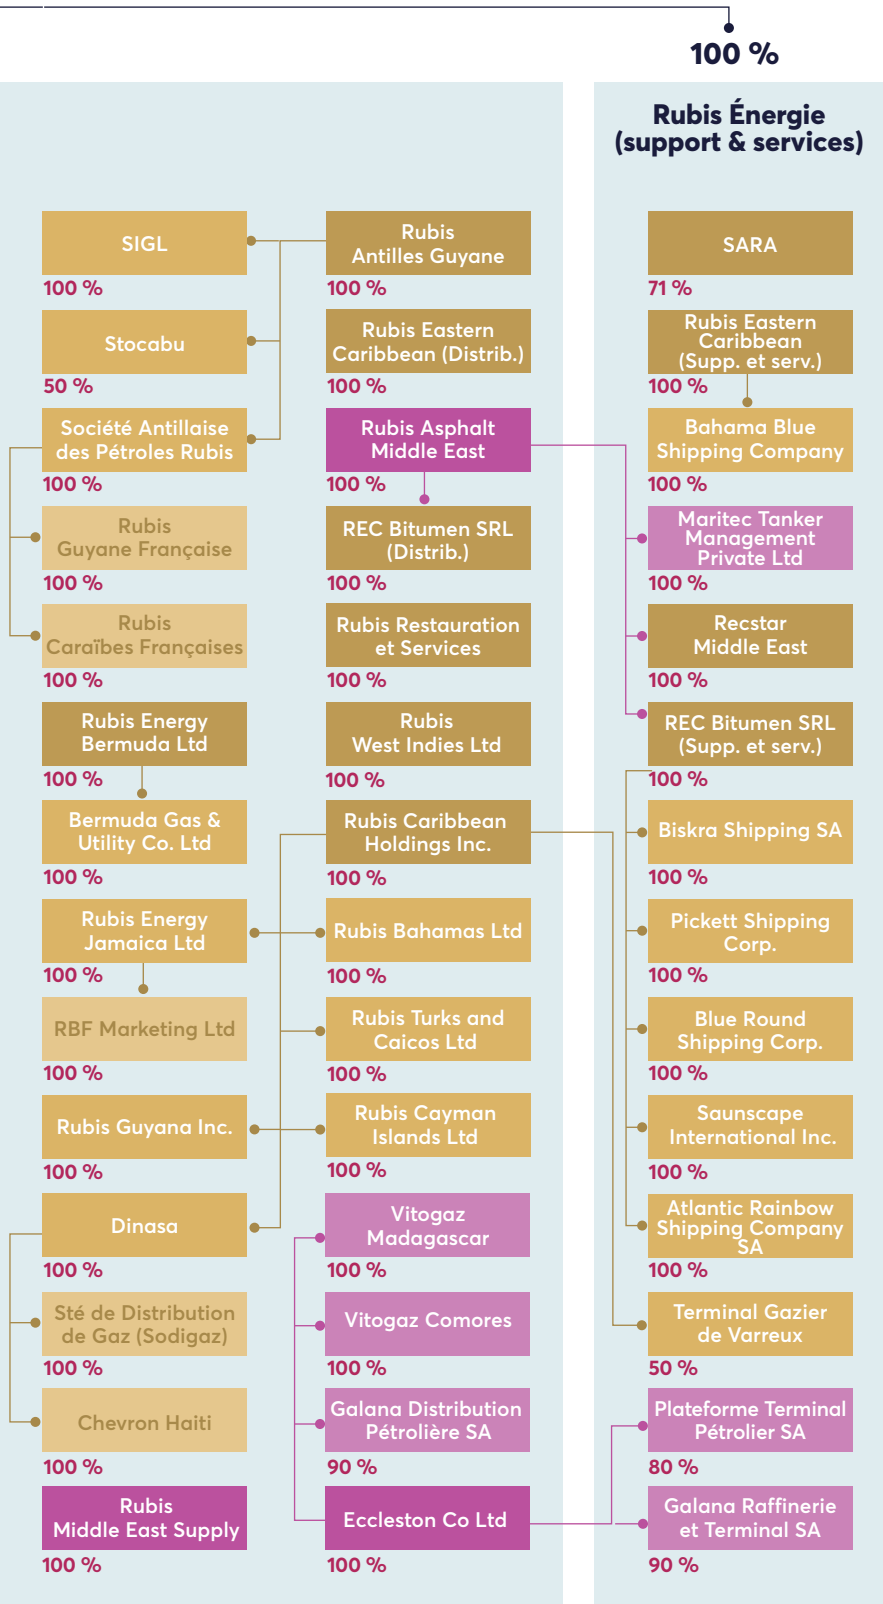 100 %
Rubis Énergie
(support & services)
SIGL
100 %
Stocabu
50 %
Société Antillaise
des Pétroles Rubis
100 %
Rubis
Guyane Française
100 %
Rubis
Caraïbes Françaises
100 %
Rubis Energy
Bermuda Ltd
100 %
Bermuda Gas &
Utility Co. Ltd
100 %
Rubis Energy
Jamaica Ltd
100 %
RBF Marketing Ltd
100 %
Rubis Guyana Inc.
100 %
Dinasa
100 %
Sté de Distribution
de Gaz (Sodigaz)
100 %
Chevron Haiti
100 %
Rubis
Middle East Supply
100 %
Rubis
Antilles Guyane
100 %
Rubis Eastern
Caribbean (Distrib.)
100 %
Rubis Asphalt
Middle East
100 %
REC Bitumen SRL
(Distrib.)
100 %
Rubis Restauration
et Services
100 %
Rubis
West Indies Ltd
100 %
Rubis Caribbean
Holdings Inc.
100 %
Rubis Bahamas Ltd
100 %
Rubis Turks and
Caicos Ltd
100 %
Rubis Cayman
Islands Ltd
100 %
Vitogaz
Madagascar
100 %
Vitogaz Comores
100 %
Galana Distribution
Pétrolière SA
90 %
Eccleston Co Ltd
100 %
SARA
71 %
Rubis Eastern
Caribbean
(Supp. et serv.)
100 %
Bahama Blue
Shipping Company
100 %
Maritec Tanker
Management
Private Ltd
100 %
Recstar
Middle East
100 %
REC Bitumen SRL
(Supp. et serv.)
100 %
Biskra Shipping SA
100 %
Pickett Shipping
Corp.
100 %
Blue Round
Shipping Corp.
100 %
Saunscape
International Inc.
100 %
Atlantic Rainbow
Shipping Company
SA
100 %
Terminal Gazier
de Varreux
50 %
Plateforme Terminal
Pétrolier SA
80 %
Galana Raffinerie
et Terminal SA
90 %